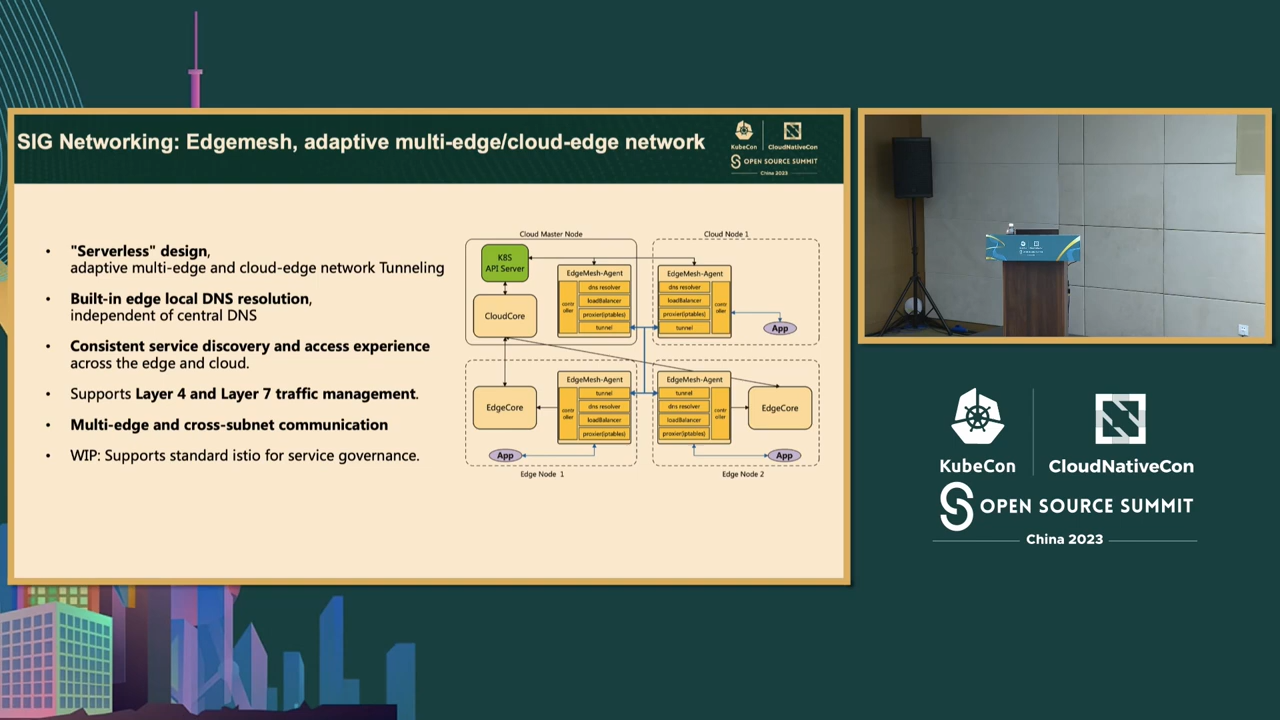 SIG Networking: Edgemesh, adaptive multi-edge/cloud-edge network
KubeCon
CloudNativeCon
OPEN SOURCE SUMMIT
China 2023
• "Serverless" design,
adaptive multi-edge and cloud-edge network Tunneling
• Built-in edge local DNS resolution,
independent of central DNS
• Consistent service discovery and access experience
across the edge and cloud.
• Supports Layer 4 and Layer 7 traffic management.
• Multi-edge and cross-subnet communication
• WIP: Supports standard istio for service governance.
Cloud Master Node
K8S
API Server
CloudCore
EdgeMesh-Agent
contr
oller
dns resolver
loadBalancer
proxier(iptables)
tunnel
Cloud Node 1
EdgeMesh-Agent
dns resolver
loadBalancer
proxier(iptables)
tunnel
contr
oller
App
EdgeCore
EdgeMesh-Agent
contr
oller
tunnel
dns resolver
loadBalancer
proxier(iptables)
App
Edge Node 1
EdgeMesh-Agent
tunnel
dns resolver
loadBalancer
proxier(iptables)
contr
oller
EdgeCore
App
Edge Node 2
KubeCon
CloudNativeCon
OPEN SOURCE SUMMIT
China 2023